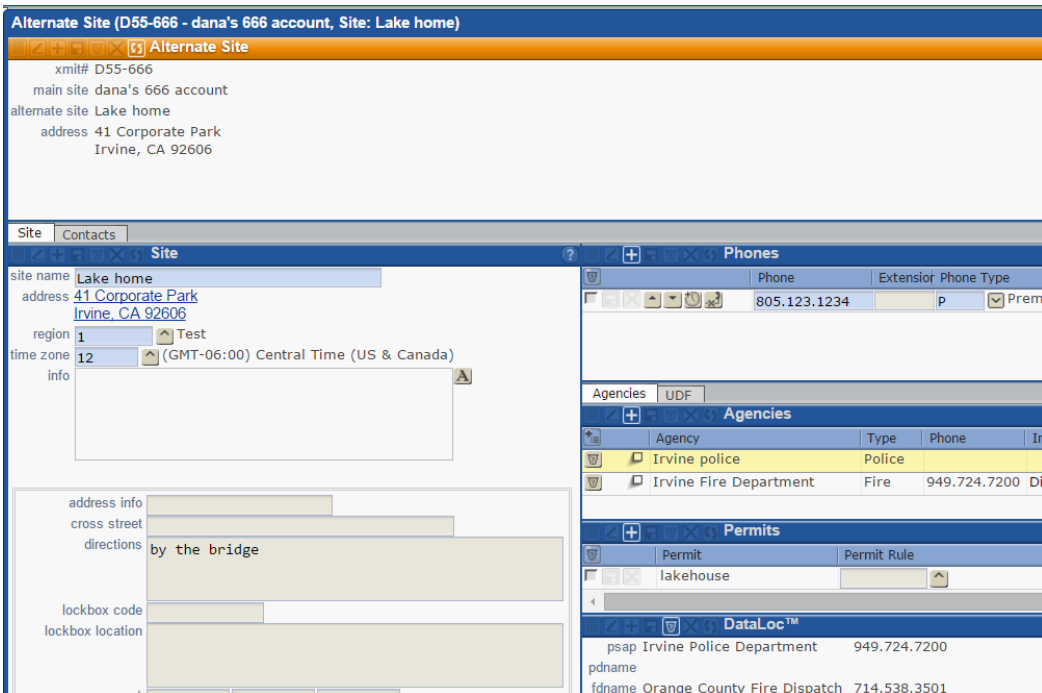 Alternate Site (D55-666 - dana's 666 account, Site: Lake home)
Alternate Site
xmit# D55-666
main site dana's 666 account
alternate site Lake home
address 41 Corporate Park
Irvine, CA 92606
Site Contacts
Site
site name Lake home
address 41 Corporate Park
Irvine, CA 92606
region 1 Test
time zone 12 (GMT-06:00) Central Time (US & Canada)
info
A
address info
cross street
directions by the bridge
lockbox code
lockbox location
Phones
Phone Extension Phone Type
805.123.1234 P Prem
Agencies UDF
Agencies
Agency Type Phone In
Irvine police Police
Irvine Fire Department Fire 949.724.7200 Di
Permits
Permit Permit Rule
lakehouse
DataLoc™
psap Irvine Police Department 949.724.7200
pdname
fdname Orange County Fire Dispatch 714.538.3501